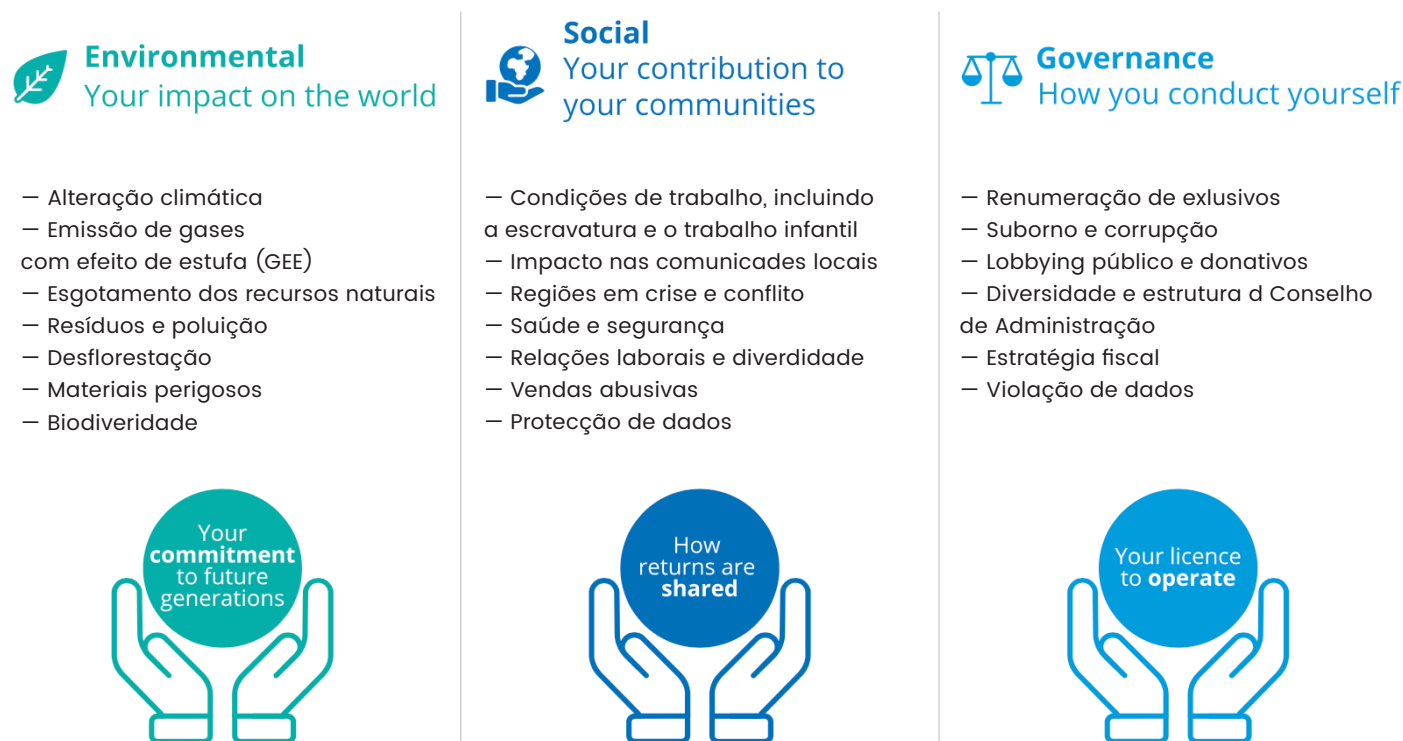 Environmental
Your impact on the world
— Alteração climática
— Emissão de gases
com efeito de estufa (GEE)
— Esgotamento dos recursos naturais
— Resíduos e poluição
— Desflorestação
— Materiais perigosos
— Biodiveridade
Your
commitment
to future
generations
Social
Your contribution to
your communities
— Condições de trabalho, incluindo
a escravatura e o trabalho infantil
— Impacto nas comunicades locais
— Regiões em crise e conflito
— Saúde e segurança
— Relações laborais e diverdidade
— Vendas abusivas
— Protecção de dados
How
returns are
shared
Governance
How you conduct yourself
— Renumeração de exlusivos
— Suborno e corrupção
— Lobbying público e donativos
— Diversidade e estrutura d Conselho
de Administração
— Estratégia fiscal
— Violação de dados
Your licence
to operate